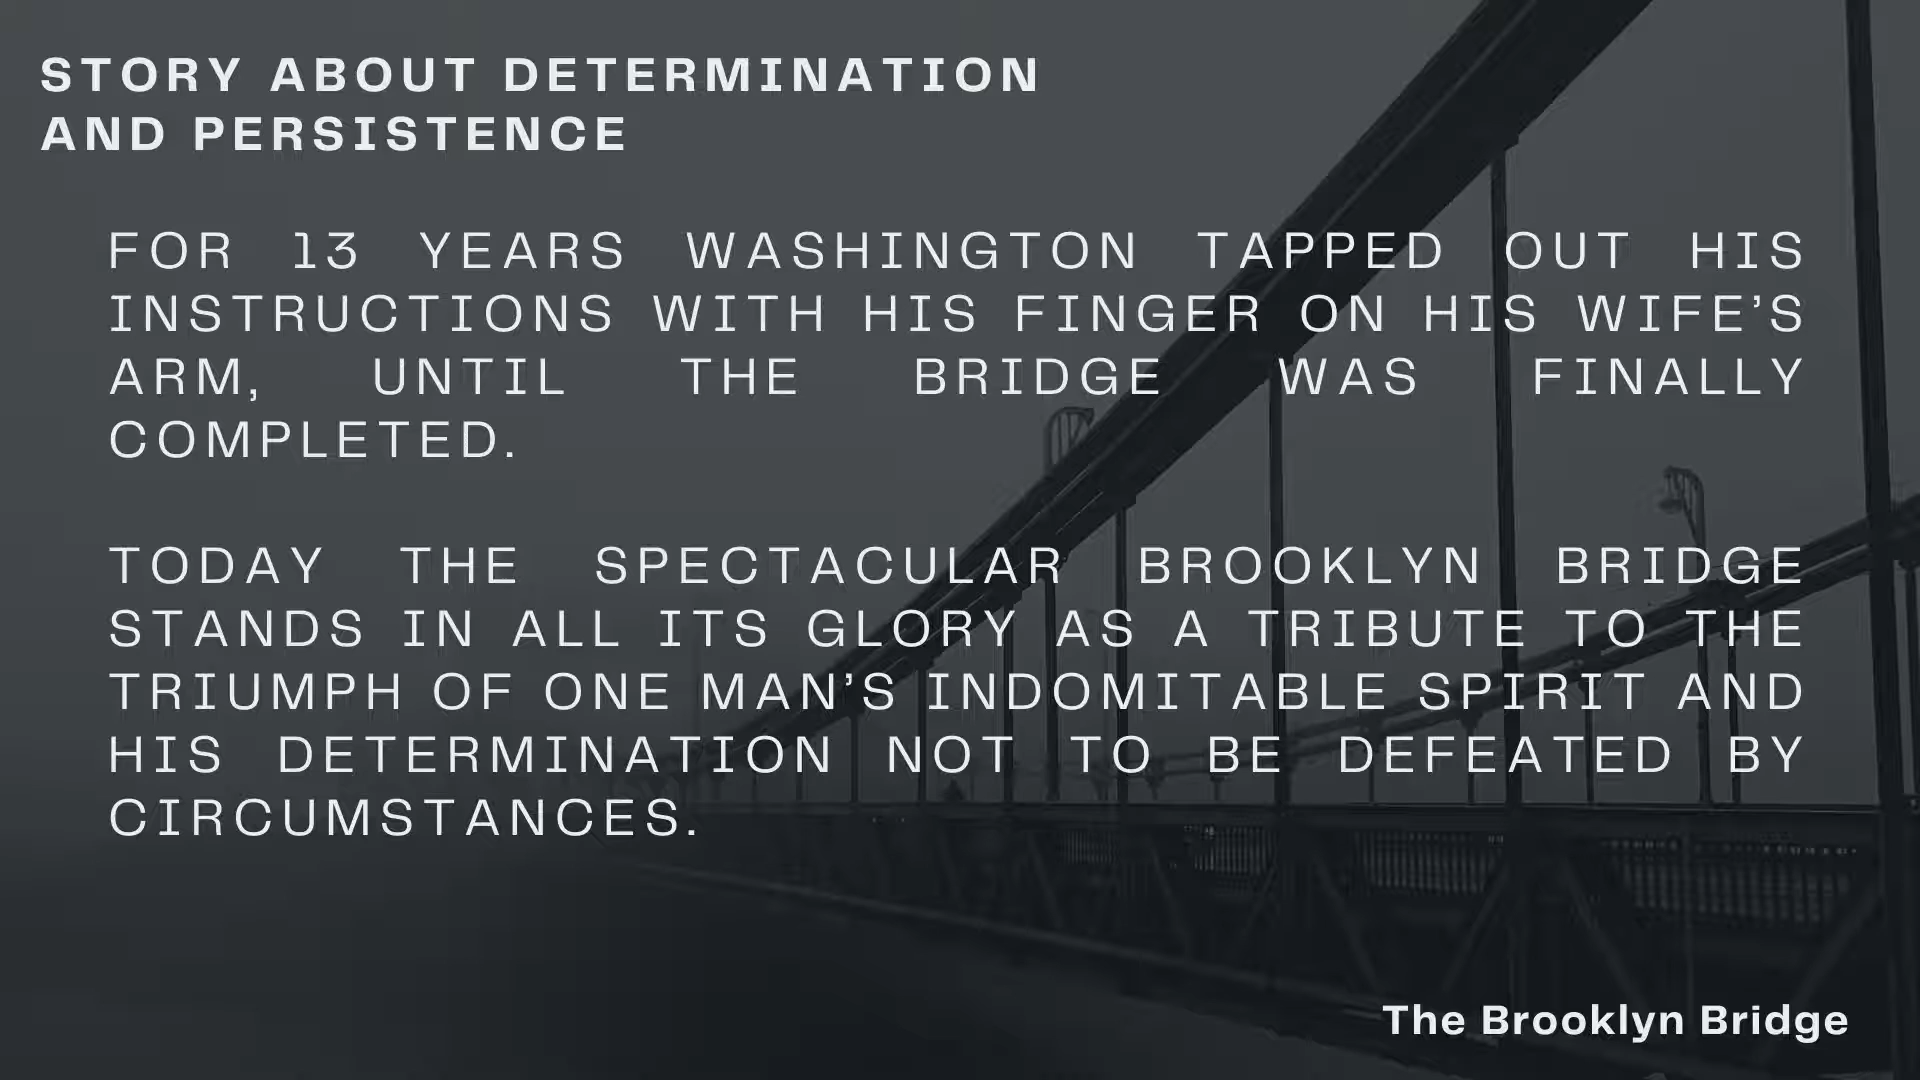 STORY ABOUT DETERMINATION
AND PERSISTENCE
FOR 13 YEARS WASHINGTON TAPPED OUT HIS
INSTRUCTIONS WITH HIS FINGER ON HIS WIFE’S
ARM, UNTIL THE BRIDGE WAS FINALLY
COMPLETED.
TODAY THE SPECTACULAR BROOKLYN BRIDGE
STANDS IN ALL ITS GLORY AS A TRIBUTE TO THE
TRIUMPH OF ONE MAN’S INDOMITABLE SPIRIT AND
HIS DETERMINATION NOT TO BE DEFEATED BY
CIRCUMSTANCES.
The Brooklyn Bridge